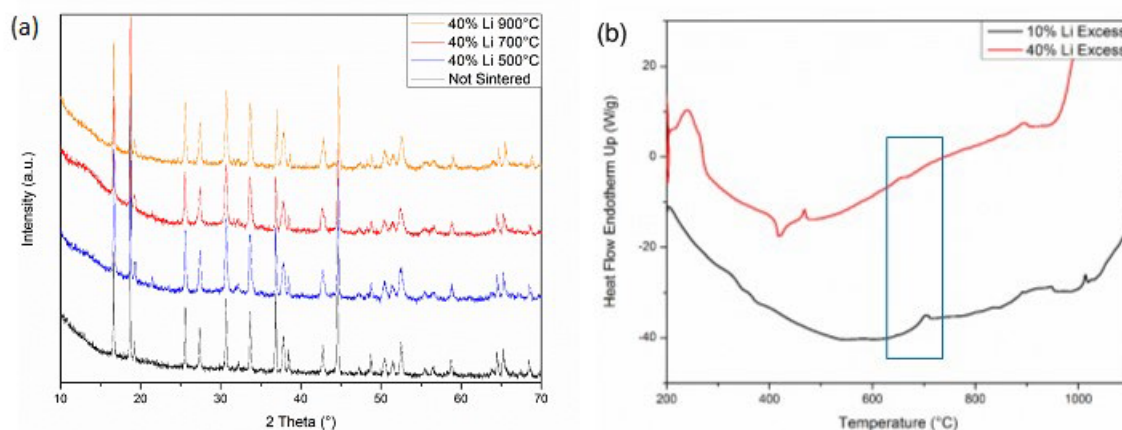 (a)
40% Li 900°C
40% Li 700°C
40% Li 500°C
Not Sintered
Intensity (a.u.)
10 20 30 40 50 60 70
2 Theta (°)
(b)
10% Li Excess
40% Li Excess
Heat Flow Endotherm Up (W/g)
20
0
-20
-40
200 400 600 800 1000
Temperature (°C)